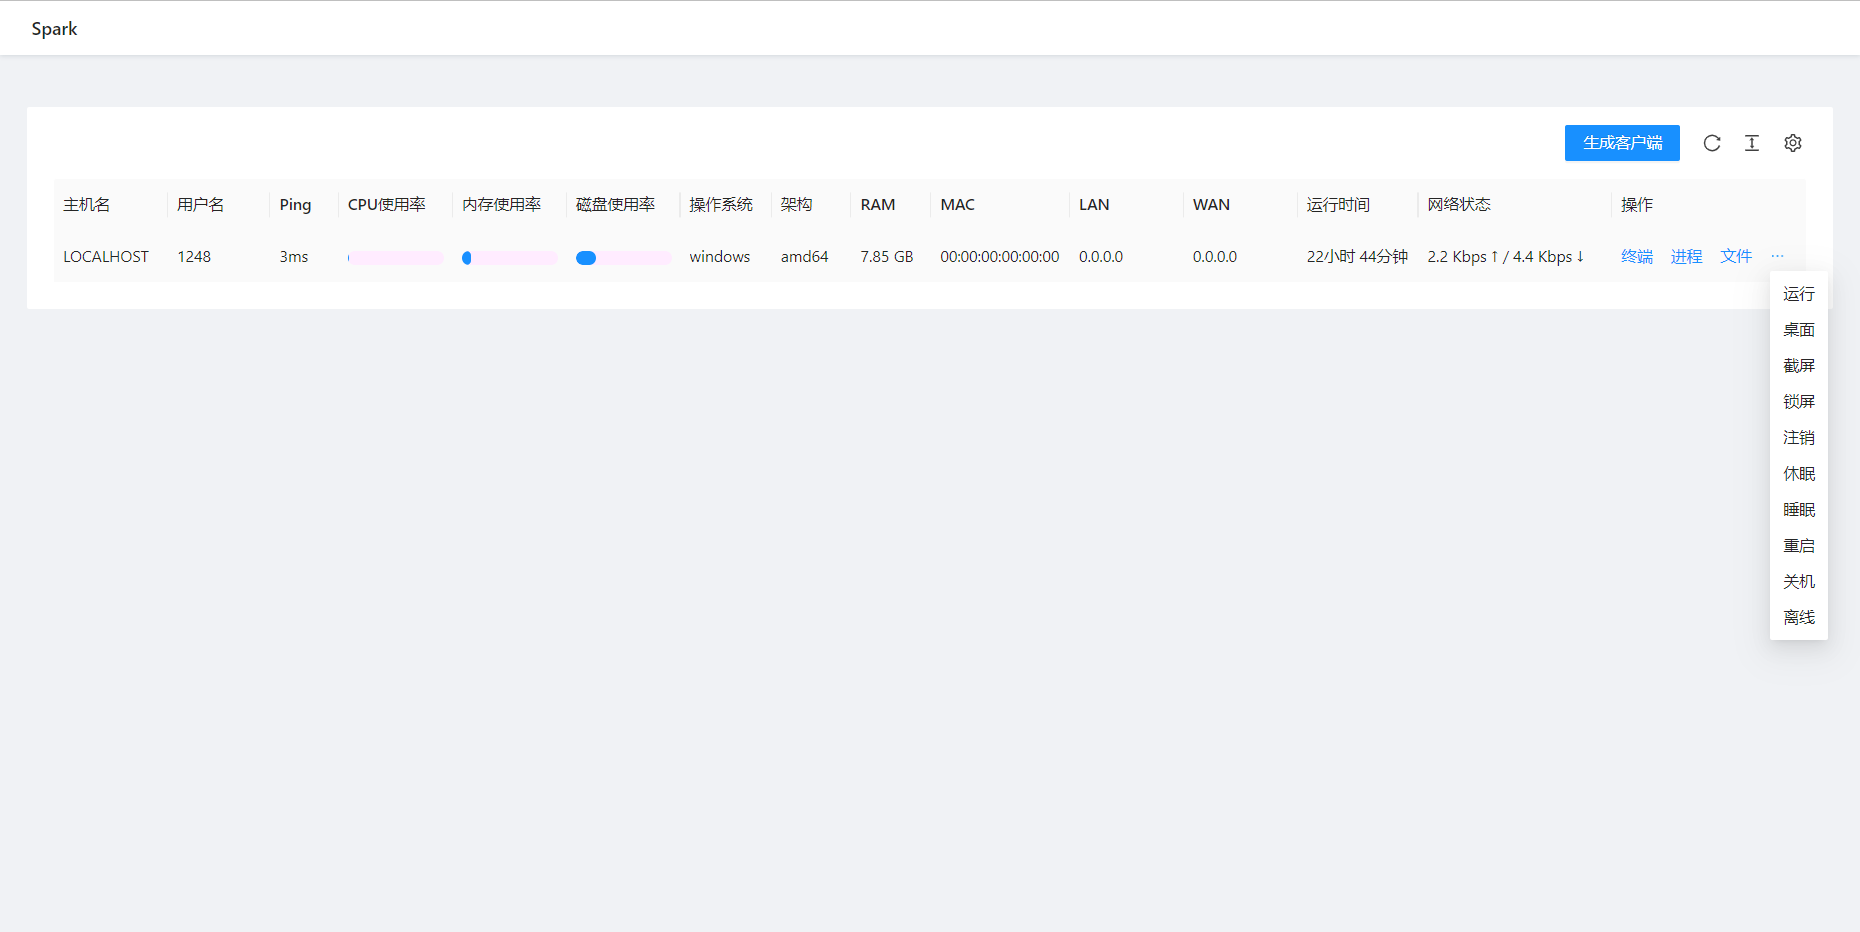 Spark
生成客户端
主机名 用户名 Ping CPU使用率 内存使用率 磁盘使用率 操作系统 架构 RAM MAC LAN WAN 运行时间 网络状态 操作
LOCALHOST 1248 3ms windows amd64 7.85 GB 00:00:00:00:00:00 0.0.0.0 0.0.0.0 22小时 44分钟 2.2 Kbps↑ / 4.4 Kbps↓ 终端 进程 文件 ···
运行
桌面
截屏
锁屏
注销
休眠
睡眠
重启
关机
离线